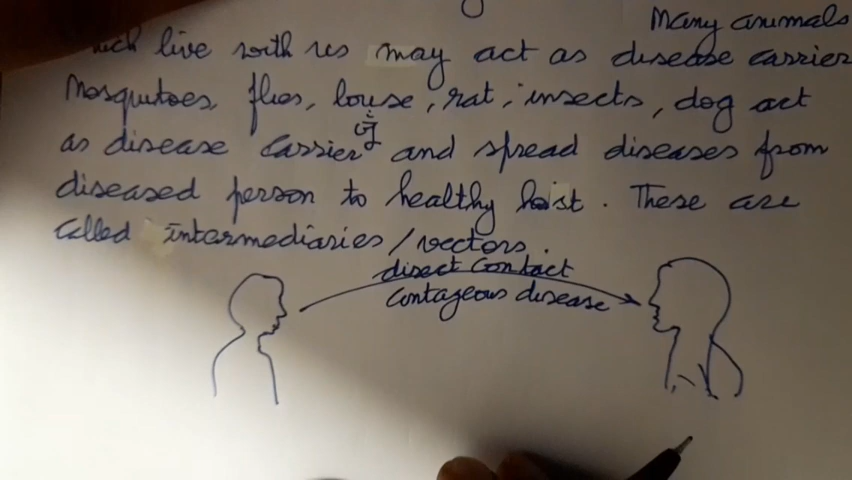 Many animals
which live with us may act as disease carrier
Mosquitoes, flies, louse, rat, insects, dog act
as disease carrier and spread diseases from
diseased person to healthy host. These are
called intermediaries/vectors.
direct contact
Contageous disease